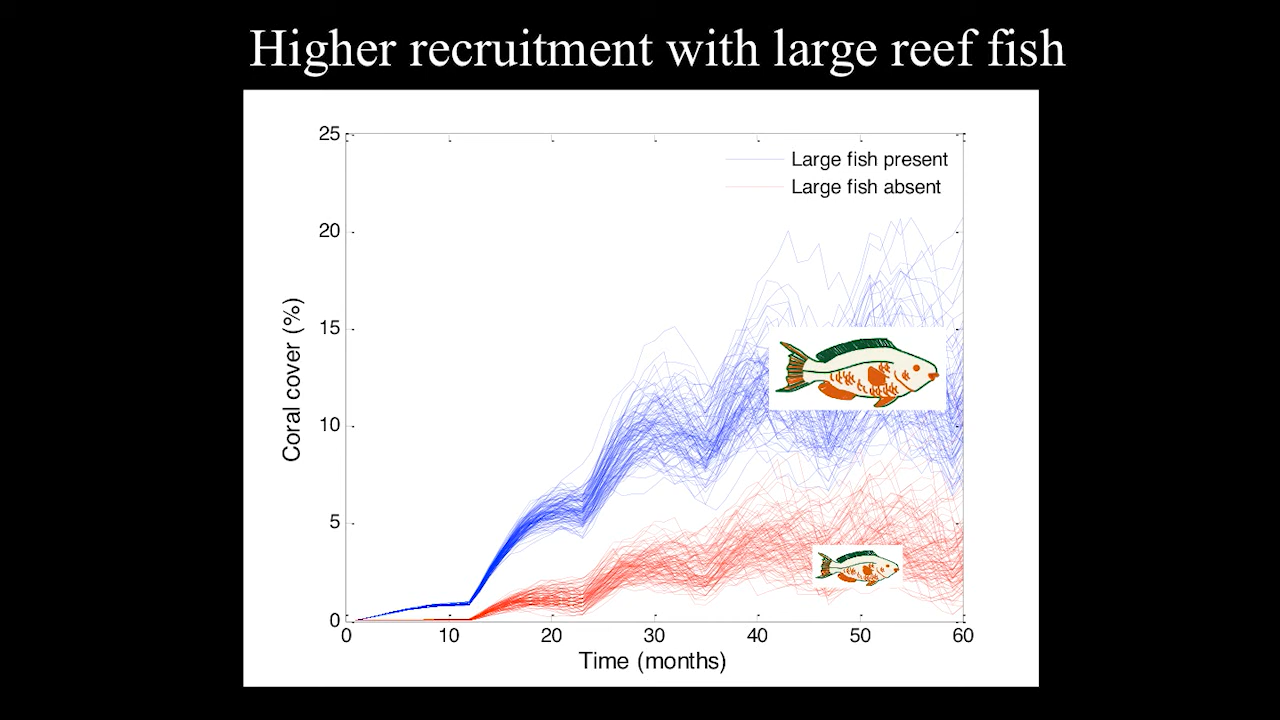 Higher recruitment with large reef fish
25
20
15
10
5
0
Coral cover (%)
Large fish present
Large fish absent
0 10 20 30 40 50 60
Time (months)